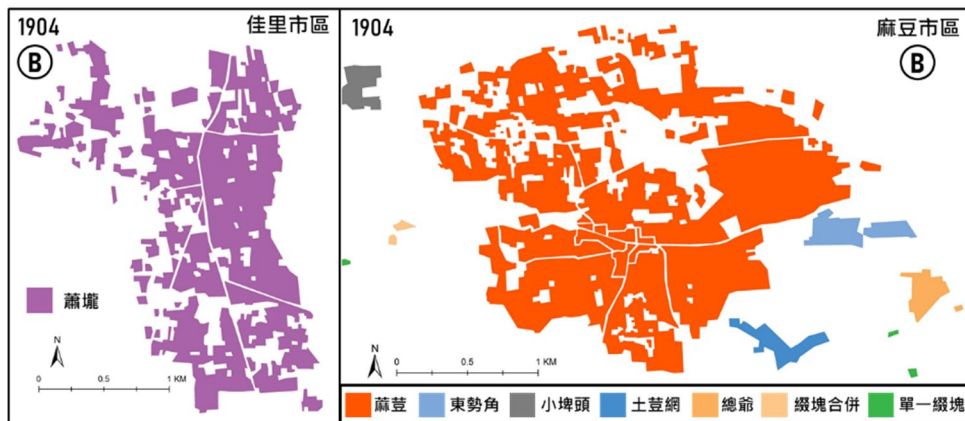 1904
佳里市區
B
蕭壠
N
0
0.5
1 KM
1904
麻豆市區
B
N
0
0.5
1 KM
蔴荳
東勢角
小埤頭
土荳網
總爺
綴塊合併
單一綴塊